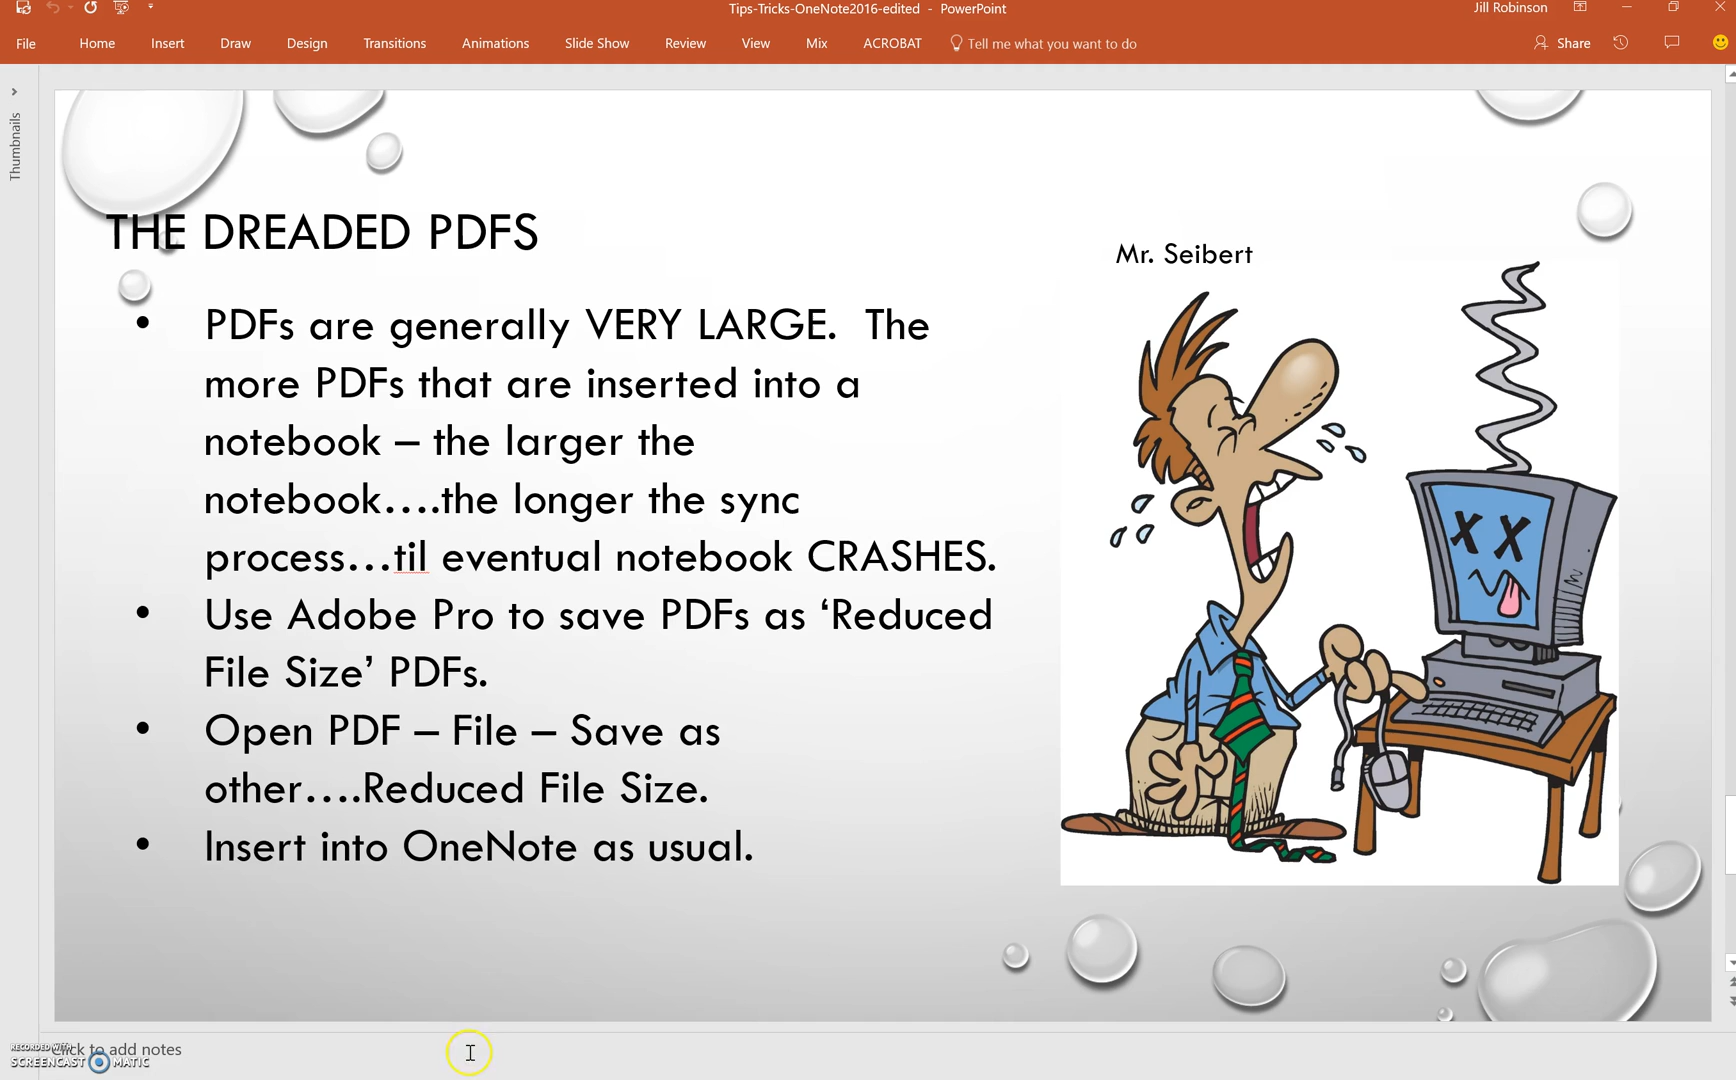 Tips-Tricks-OneNote2016-edited - PowerPoint
Jill Robinson
File Home Insert Draw Design Transitions Animations Slide Show Review View Mix ACROBAT Tell me what you want to do
Share
Thumbnails
THE DREADED PDFS
Mr. Seibert
• PDFs are generally VERY LARGE. The
more PDFs that are inserted into a
notebook – the larger the
notebook….the longer the sync
process…til eventual notebook CRASHES.
• Use Adobe Pro to save PDFs as ‘Reduced
File Size’ PDFs.
• Open PDF – File – Save as
other….Reduced File Size.
• Insert into OneNote as usual.
Click to add notes
RECORDED WITH
SCREENCAST MATIC